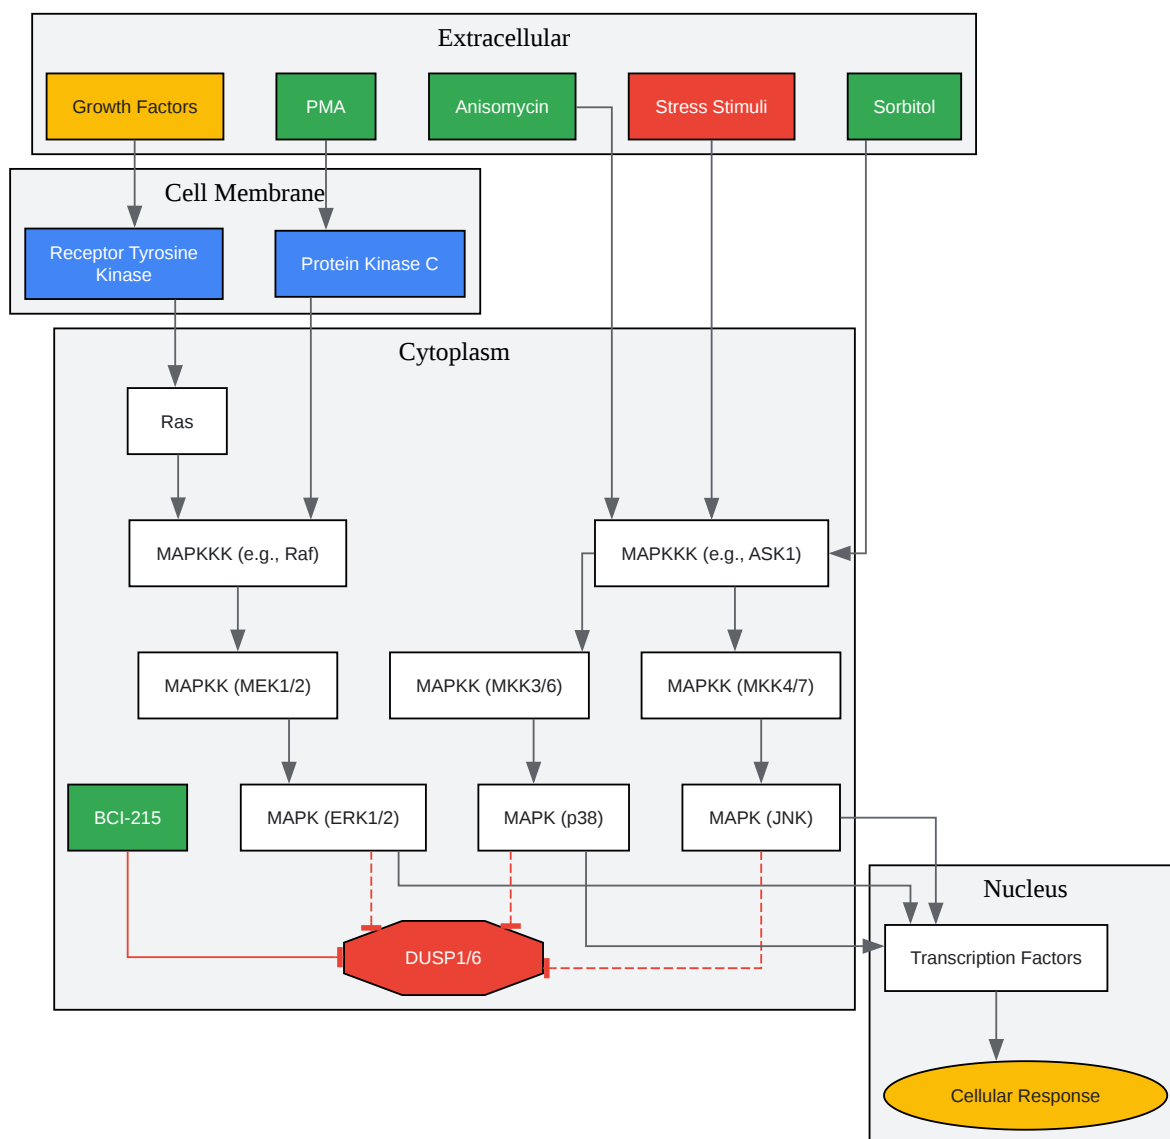 Extracellular
Growth Factors
PMA
Anisomycin
Stress Stimuli
Sorbitol
Cell Membrane
Receptor Tyrosine
Kinase
Protein Kinase C
Cytoplasm
Ras
MAPKKK (e.g., Raf)
MAPKKK (e.g., ASK1)
MAPKK (MEK1/2)
MAPKK (MKK3/6)
MAPKK (MKK4/7)
BCI-215
MAPK (ERK1/2)
MAPK (p38)
MAPK (JNK)
Nucleus
DUSP1/6
Transcription Factors
Cellular Response